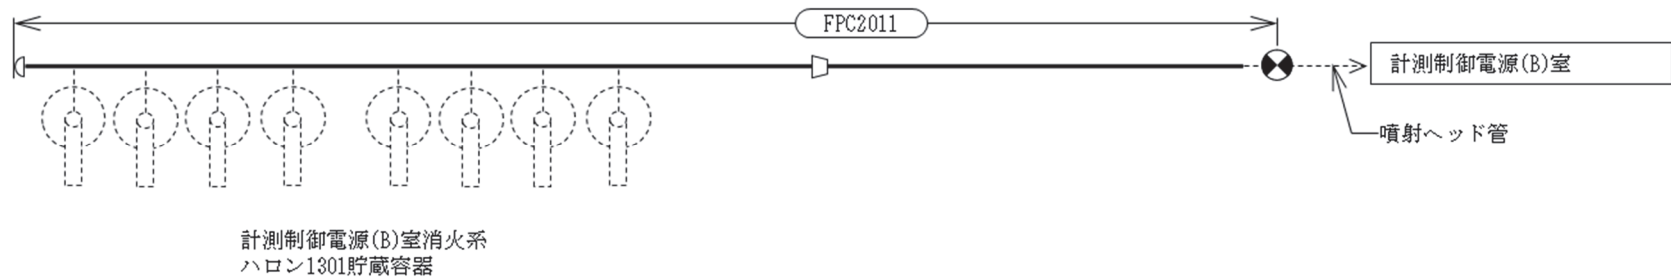 FPC2011
計測制御電源(B)室
噴射ヘッド管
計測制御電源(B)室消火系
ハロン1301貯蔵容器